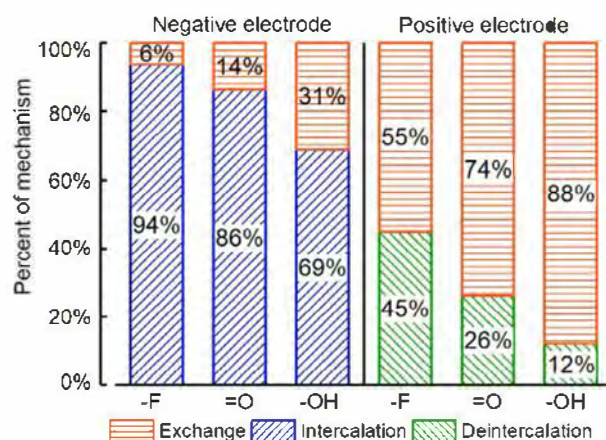 Negative electrode Positive electrode
Percent of mechanism
100%
80%
60%
40%
20%
0%
6% 14% 31% 55% 74% 88%
94% 86% 69% 45% 26% 12%
-F =O -OH -F =O -OH
Exchange Intercalation Deintercalation